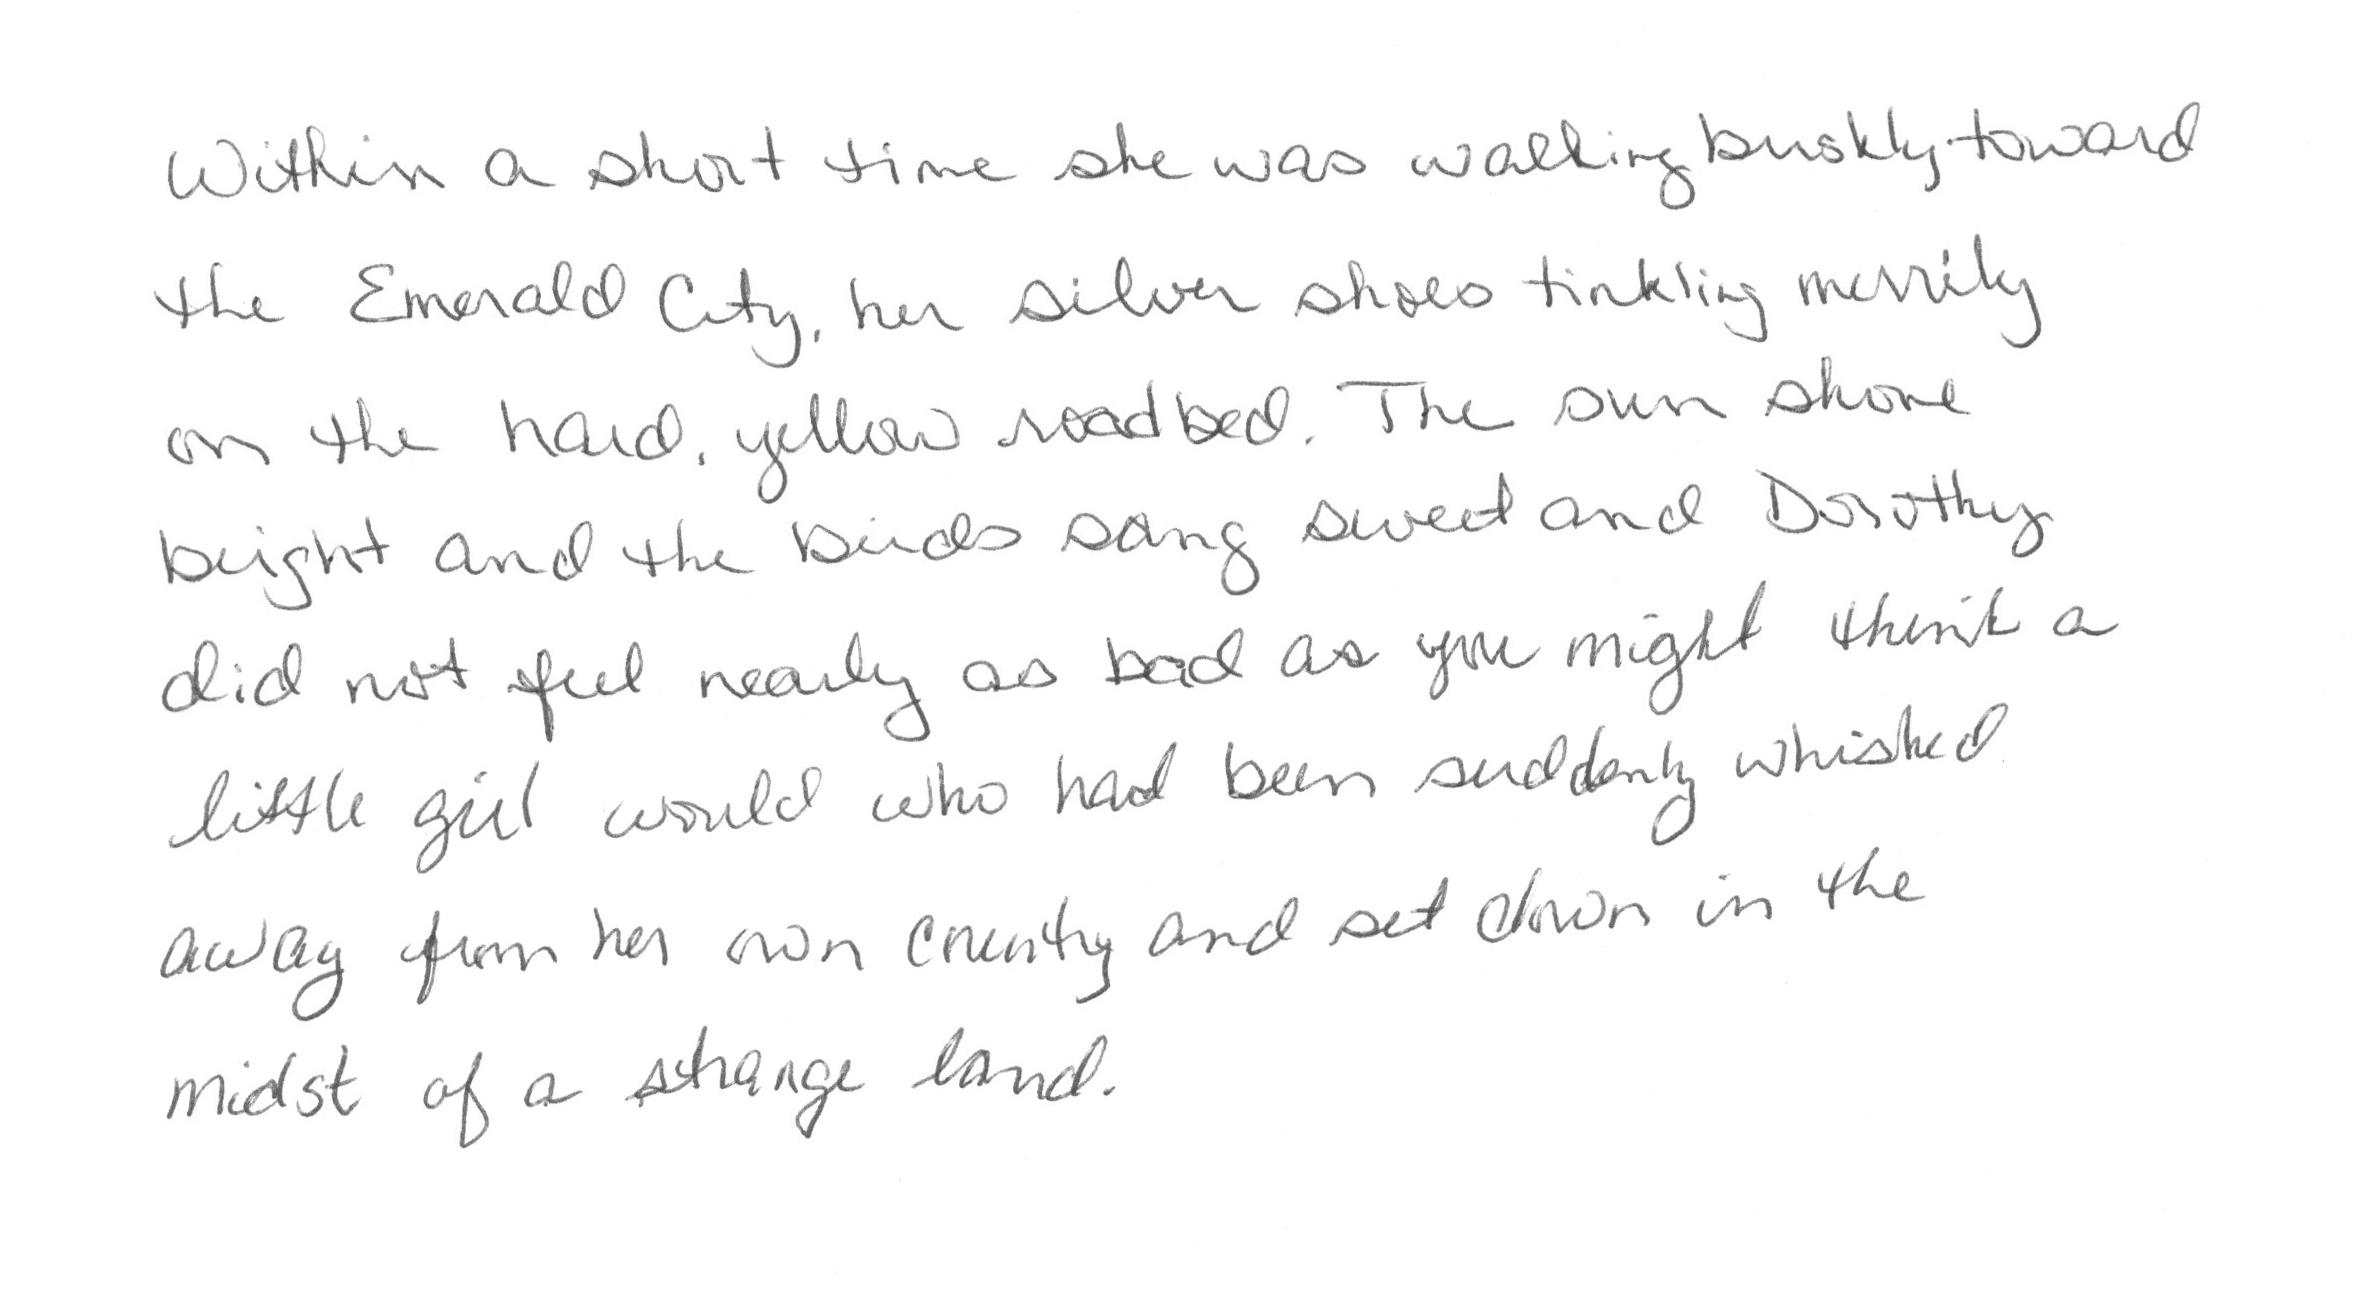 Within a short time she was walking briskly toward
the Emerald City, her silver shoes tinkling merrily
on the hard, yellow roadbed. The sun shone
bright and the birds sang sweet and Dorothy
did not feel nearly as bad as you might think a
little girl would who had been suddenly whisked
away from her own country and set down in the
midst of a strange land.